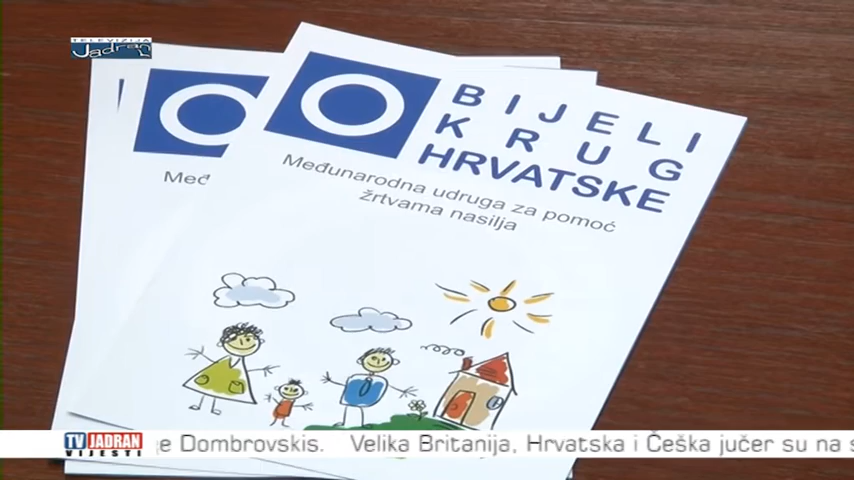 TELEVIZIJA
Jadran
BIJELI
KRUG
HRVATSKE
Međunarodna udruga za pomoć
žrtvama nasilja
Međ
TV JADRAN
VIJESTI
Dombrovskis. Velika Britanija, Hrvatska i Češka jučer su na